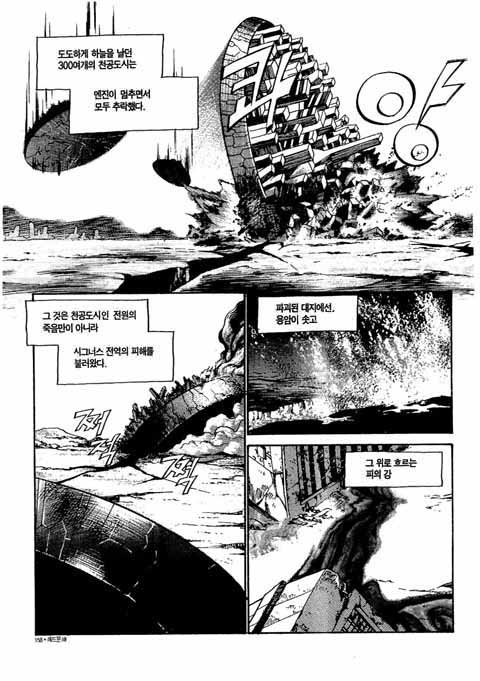 도도하게 하늘을 날던
300여개의 천공도시는
엔진이 멈추면서
모두 추락했다.
콰
앙
그 것은 천공도시인 전원의
죽음만이 아니라
시그너스 전역의 피해를
불러왔다.
쩌
쩍
쩌
파괴된 대지에선,
용암이 솟고
그 위로 흐르는
피의 강